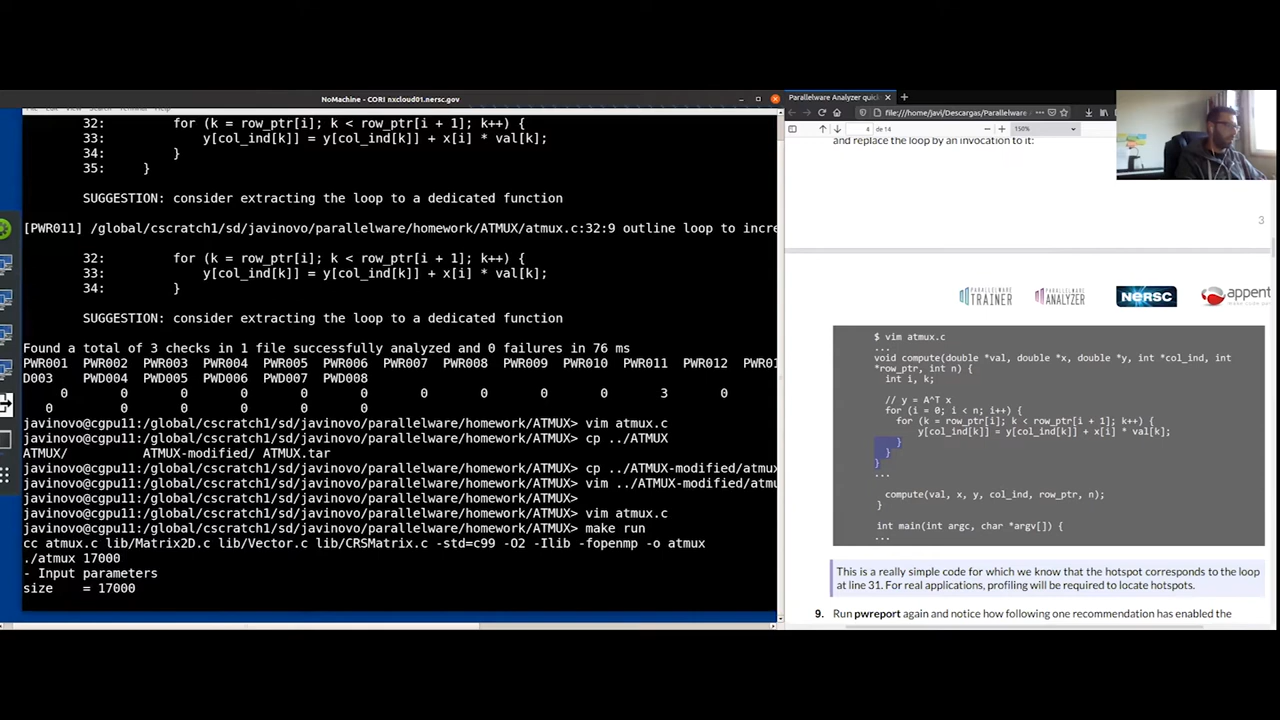 NoMachine - CORI nxcloud01.nersc.gov
32: for (k = row_ptr[i]; k < row_ptr[i + 1]; k++) {
33: y[col_ind[k]] = y[col_ind[k]] + x[i] * val[k];
34: }
35: }
SUGGESTION: consider extracting the loop to a dedicated function
[PWR011] /global/cscratch1/sd/javinovo/parallelware/homework/ATMUX/atmux.c:32:9 outline loop to incre
32: for (k = row_ptr[i]; k < row_ptr[i + 1]; k++) {
33: y[col_ind[k]] = y[col_ind[k]] + x[i] * val[k];
34: }
SUGGESTION: consider extracting the loop to a dedicated function
Found a total of 3 checks in 1 file successfully analyzed and 0 failures in 76 ms
PWR001 PWR002 PWR003 PWR004 PWR005 PWR006 PWR007 PWR008 PWR009 PWR010 PWR011 PWR012 PWR01
D003 PWD004 PWD005 PWD006 PWD007 PWD008
0 0 0 0 0 0 0 0 0 0 3 0
0 0 0 0 0 0
javinovo@cgpu11:/global/cscratch1/sd/javinovo/parallelware/homework/ATMUX> vim atmux.c
javinovo@cgpu11:/global/cscratch1/sd/javinovo/parallelware/homework/ATMUX> cp ../ATMUX
ATMUX/ ATMUX-modified/ ATMUX.tar
javinovo@cgpu11:/global/cscratch1/sd/javinovo/parallelware/homework/ATMUX> cp ../ATMUX-modified/atmux
javinovo@cgpu11:/global/cscratch1/sd/javinovo/parallelware/homework/ATMUX> vim ../ATMUX-modified/atmu
javinovo@cgpu11:/global/cscratch1/sd/javinovo/parallelware/homework/ATMUX>
javinovo@cgpu11:/global/cscratch1/sd/javinovo/parallelware/homework/ATMUX> vim atmux.c
javinovo@cgpu11:/global/cscratch1/sd/javinovo/parallelware/homework/ATMUX> make run
cc atmux.c lib/Matrix2D.c lib/Vector.c lib/CRSMatrix.c -std=c99 -O2 -Ilib -fopenmp -o atmux
./atmux 17000
- Input parameters
size = 17000
Parallelware Analyzer quick
file:///home/javi/Descargas/Parallelware
de 14
150%
and replace the loop by an invocation to it:
3
PARALLELWARE TRAINER
PARALLELWARE ANALYZER
NERSC
appent
$ vim atmux.c
...
void compute(double *val, double *x, double *y, int *col_ind, int
*row_ptr, int n) {
int i, k;
// y = A^T x
for (i = 0; i < n; i++) {
for (k = row_ptr[i]; k < row_ptr[i + 1]; k++) {
y[col_ind[k]] = y[col_ind[k]] + x[i] * val[k];
}
}
}
...
compute(val, x, y, col_ind, row_ptr, n);
}
int main(int argc, char *argv[]) {
...
This is a really simple code for which we know that the hotspot corresponds to the loop
at line 31. For real applications, profiling will be required to locate hotspots.
9. Run pwreport again and notice how following one recommendation has enabled the